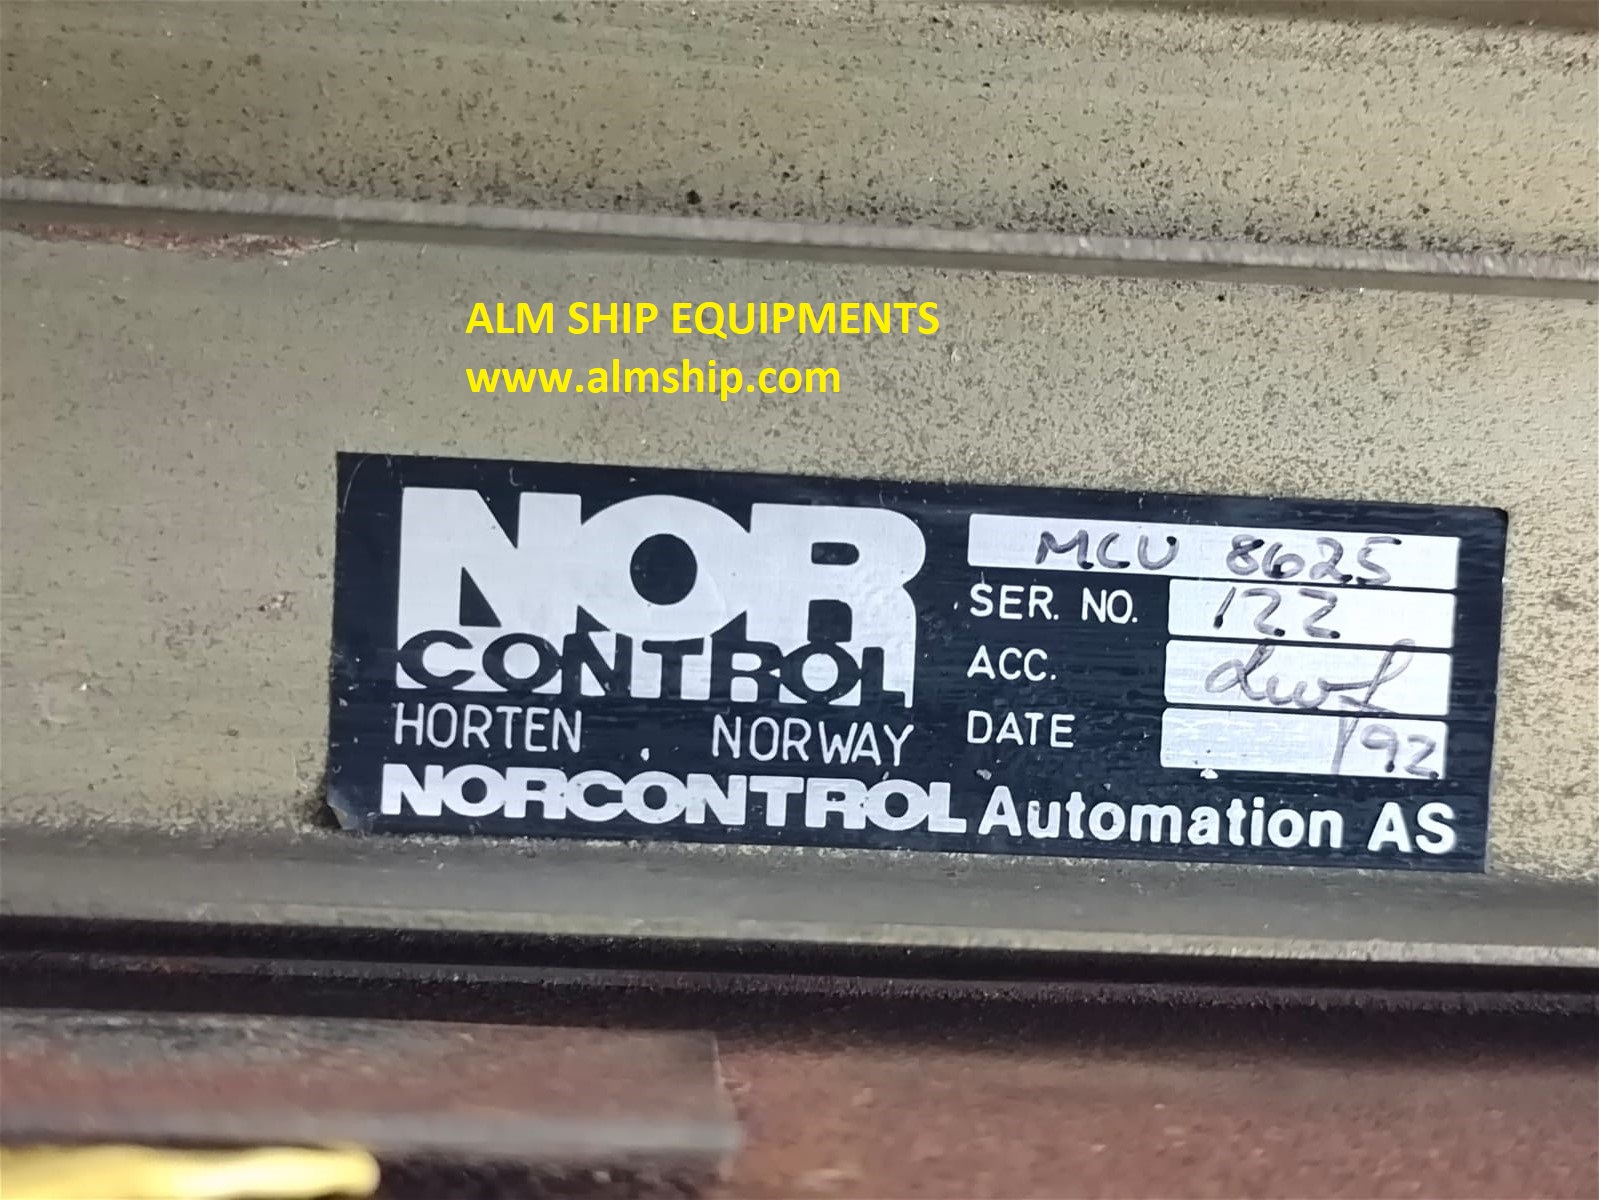 ALM SHIP EQUIPMENTS
www.almship.com
NOR
CONTROL
HORTEN NORWAY
NORCONTROL Automation AS
MCU 8625
SER. NO. 122
ACC.
DATE /92